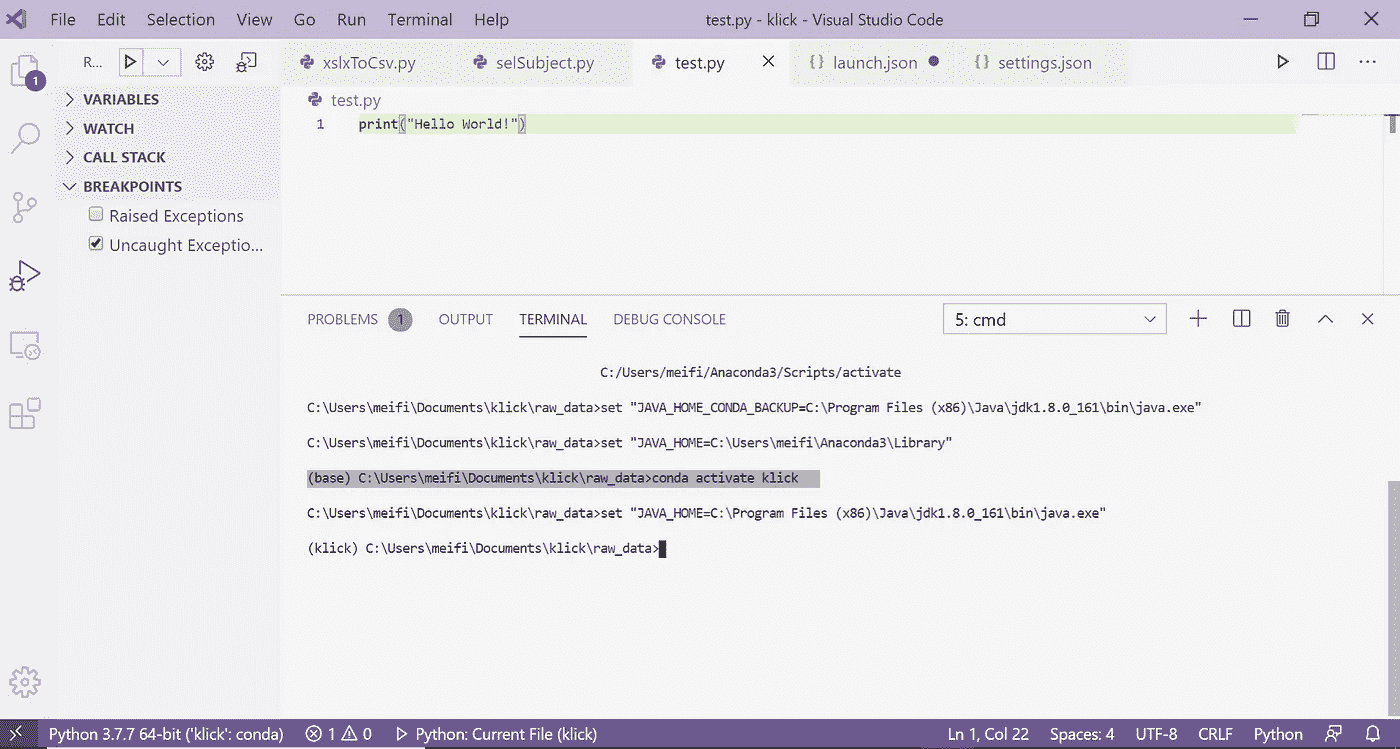 File Edit Selection View Go Run Terminal Help test.py - klick - Visual Studio Code
1 R... xslxToCsv.py selSubject.py test.py {} launch.json {} settings.json
VARIABLES
WATCH
CALL STACK
BREAKPOINTS
Raised Exceptions
Uncaught Exceptio...
test.py
1 print("Hello World!")
PROBLEMS 1 OUTPUT TERMINAL DEBUG CONSOLE 5: cmd
C:/Users/meifi/Anaconda3/Scripts/activate
C:\Users\meifi\Documents\klick\raw_data>set "JAVA_HOME_CONDA_BACKUP=C:\Program Files (x86)\Java\jdk1.8.0_161\bin\java.exe"
C:\Users\meifi\Documents\klick\raw_data>set "JAVA_HOME=C:\Users\meifi\Anaconda3\Library"
(base) C:\Users\meifi\Documents\klick\raw_data>conda activate klick
C:\Users\meifi\Documents\klick\raw_data>set "JAVA_HOME=C:\Program Files (x86)\Java\jdk1.8.0_161\bin\java.exe"
(klick) C:\Users\meifi\Documents\klick\raw_data>
Python 3.7.7 64-bit ('klick': conda) 1 0 Python: Current File (klick) Ln 1, Col 22 Spaces: 4 UTF-8 CRLF Python